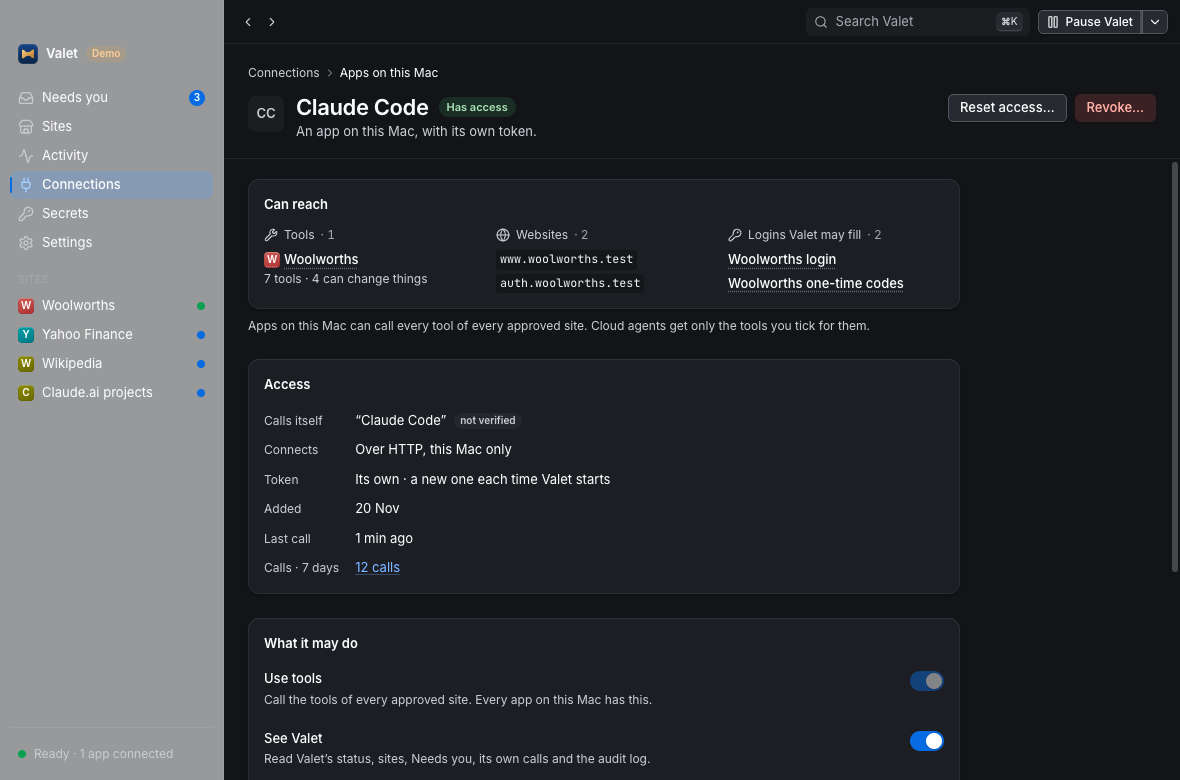 Valet Demo
Needs you 3
Sites
Activity
Connections
Secrets
Settings
SITES
W Woolworths
Y Yahoo Finance
W Wikipedia
C Claude.ai projects
Ready · 1 app connected
Search Valet ⌘K
Pause Valet
Connections › Apps on this Mac
CC
Claude Code Has access
An app on this Mac, with its own token.
Reset access…
Revoke…
Can reach
Tools · 1
W Woolworths
7 tools · 4 can change things
Websites · 2
www.woolworths.test
auth.woolworths.test
Logins Valet may fill · 2
Woolworths login
Woolworths one-time codes
Apps on this Mac can call every tool of every approved site. Cloud agents get only the tools you tick for them.
Access
Calls itself “Claude Code” not verified
Connects Over HTTP, this Mac only
Token Its own · a new one each time Valet starts
Added 20 Nov
Last call 1 min ago
Calls · 7 days 12 calls
What it may do
Use tools
Call the tools of every approved site. Every app on this Mac has this.
See Valet
Read Valet’s status, sites, Needs you, its own calls and the audit log.